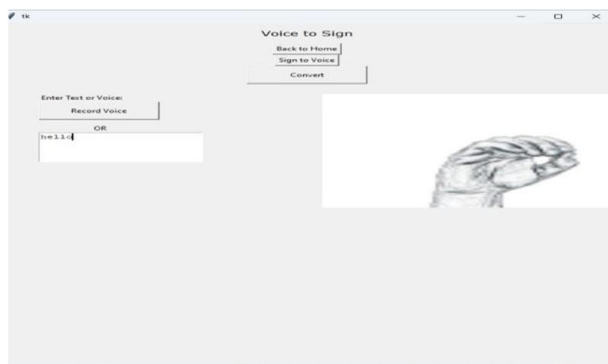 tk
Voice to Sign
Back to Home
Sign to Voice
Convert
Enter Text or Voice:
Record Voice
OR
hello